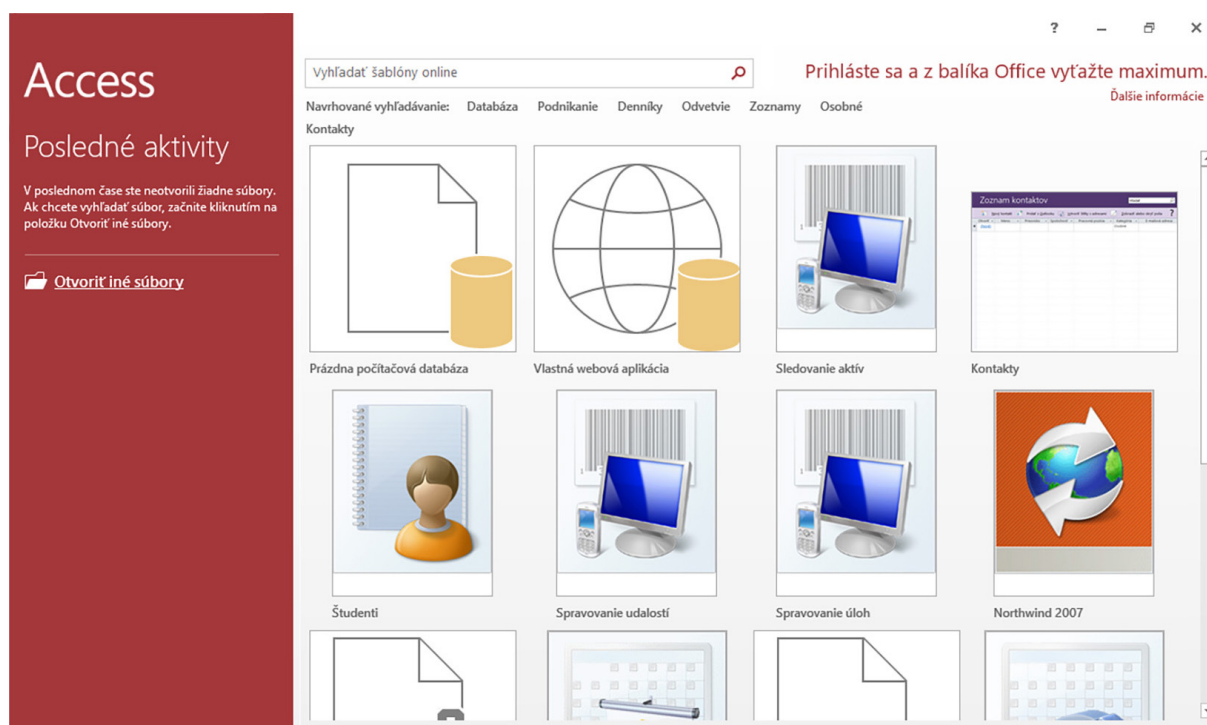 ?
Access
Vyhľadať šablóny online
Prihláste sa a z balíka Office vyťažte maximum.
Ďalšie informácie
Navrhované vyhľadávanie: Databáza Podnikanie Denníky Odvetvie Zoznamy Osobné
Kontakty
Posledné aktivity
V poslednom čase ste neotvorili žiadne súbory.
Ak chcete vyhľadať súbor, začnite kliknutím na
položku Otvoriť iné súbory.
Otvoriť iné súbory
Zoznam kontaktov
Prázdna počítačová databáza
Vlastná webová aplikácia
Sledovanie aktív
Kontakty
Študenti
Spravovanie udalostí
Spravovanie úloh
Northwind 2007